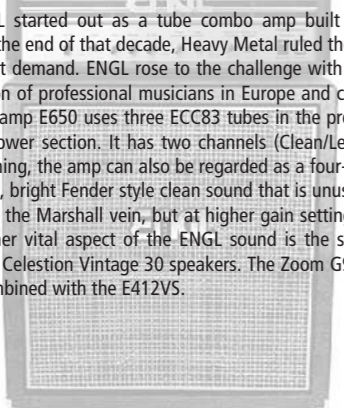 L started out as a tube combo amp built
the end of that decade, Heavy Metal ruled th
t demand. ENGL rose to the challenge with
on of professional musicians in Europe and c
amp E650 uses three ECC83 tubes in the pre
ower section. It has two channels (Clean/Le
ning, the amp can also be regarded as a four-
, bright Fender style clean sound that is unus
the Marshall vein, but at higher gain setting
her vital aspect of the ENGL sound is the s
Celestion Vintage 30 speakers. The Zoom G9
mbined with the E412VS.